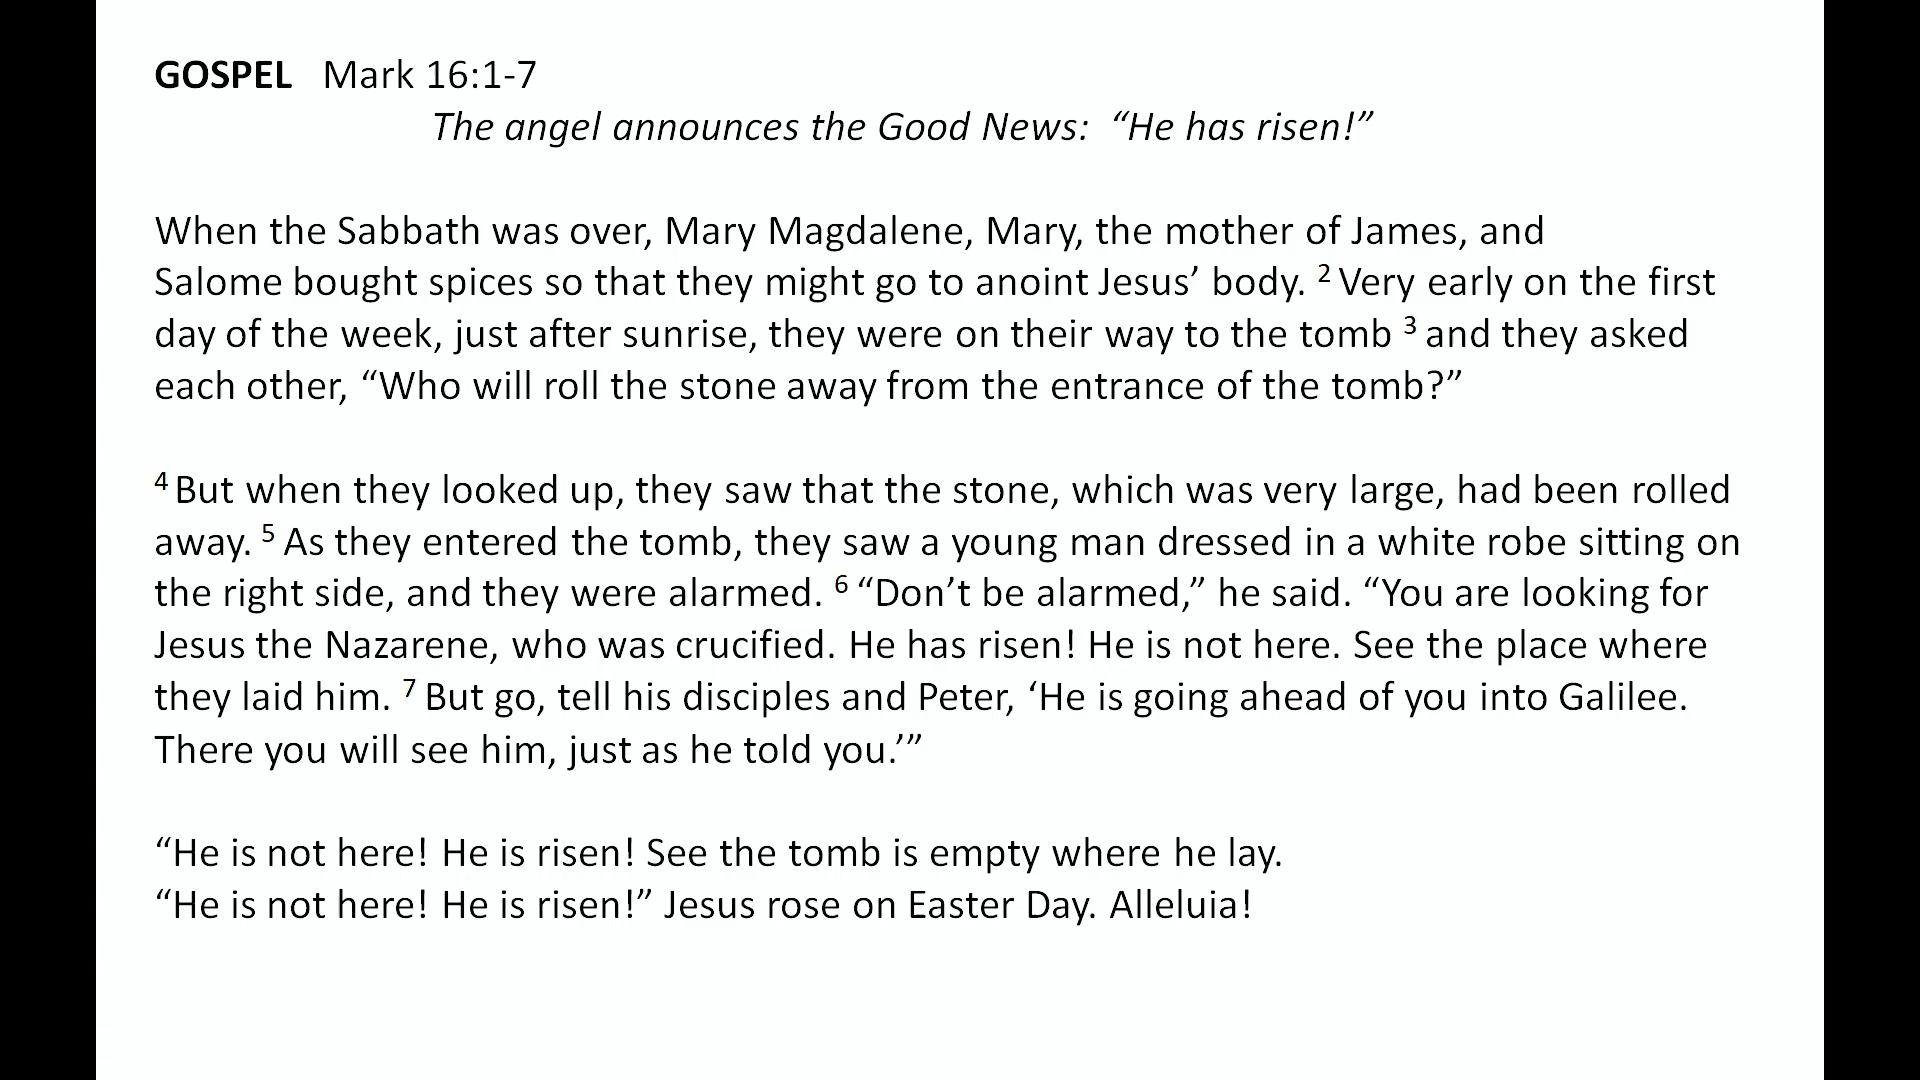 GOSPEL Mark 16:1-7
The angel announces the Good News: “He has risen!”
When the Sabbath was over, Mary Magdalene, Mary, the mother of James, and
Salome bought spices so that they might go to anoint Jesus’ body. 2 Very early on the first
day of the week, just after sunrise, they were on their way to the tomb 3 and they asked
each other, “Who will roll the stone away from the entrance of the tomb?”
4 But when they looked up, they saw that the stone, which was very large, had been rolled
away. 5 As they entered the tomb, they saw a young man dressed in a white robe sitting on
the right side, and they were alarmed. 6 “Don’t be alarmed,” he said. “You are looking for
Jesus the Nazarene, who was crucified. He has risen! He is not here. See the place where
they laid him. 7 But go, tell his disciples and Peter, ‘He is going ahead of you into Galilee.
There you will see him, just as he told you.’”
“He is not here! He is risen! See the tomb is empty where he lay.
“He is not here! He is risen!” Jesus rose on Easter Day. Alleluia!